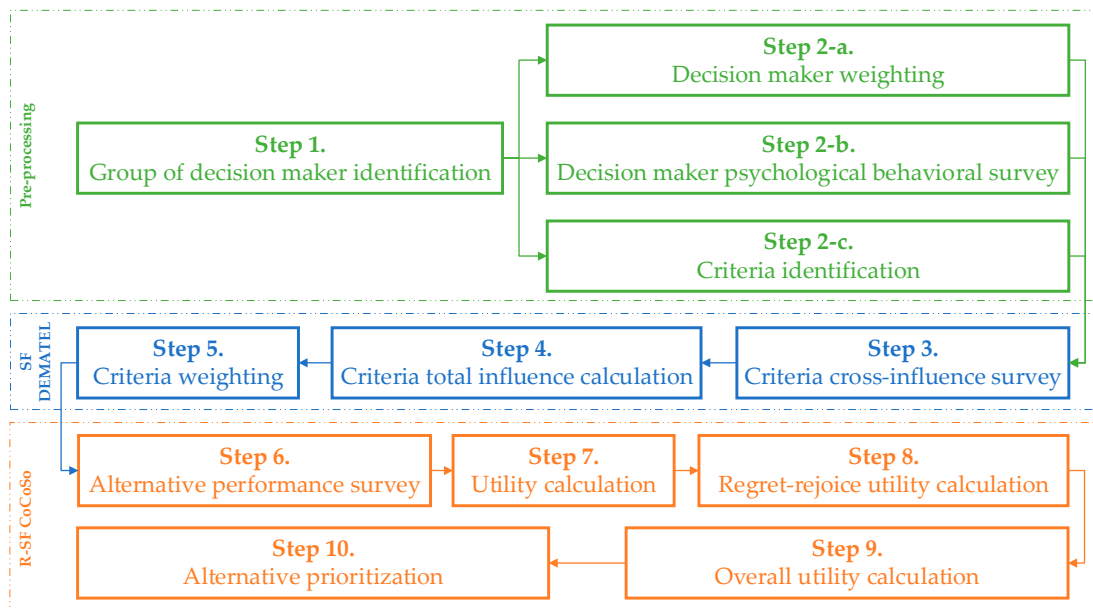 Pre-processing
Step 1.
Group of decision maker identification
Step 2-a.
Decision maker weighting
Step 2-b.
Decision maker psychological behavioral survey
Step 2-c.
Criteria identification
SF
DEMATEL
Step 3.
Criteria cross-influence survey
Step 4.
Criteria total influence calculation
Step 5.
Criteria weighting
R-SF CoCoSo
Step 6.
Alternative performance survey
Step 7.
Utility calculation
Step 8.
Regret-rejoice utility calculation
Step 9.
Overall utility calculation
Step 10.
Alternative prioritization